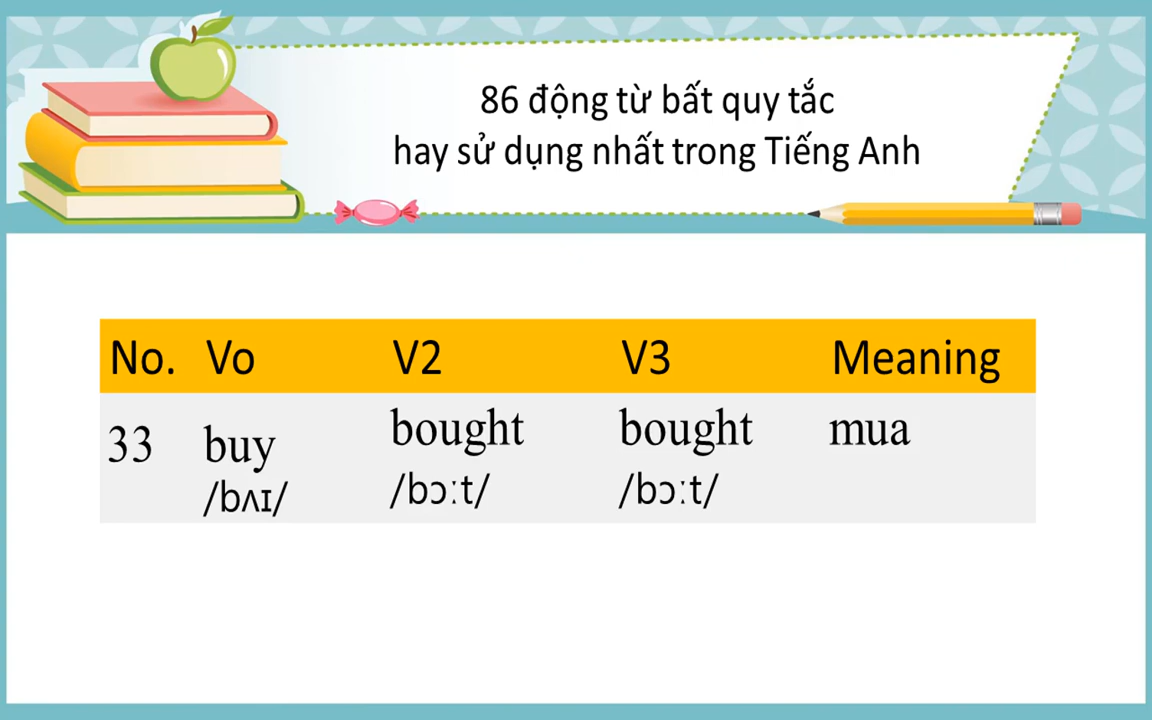 86 động từ bất quy tắc
hay sử dụng nhất trong Tiếng Anh
No. Vo V2 V3 Meaning
33 buy bought bought mua
/bʌɪ/ /bɔːt/ /bɔːt/